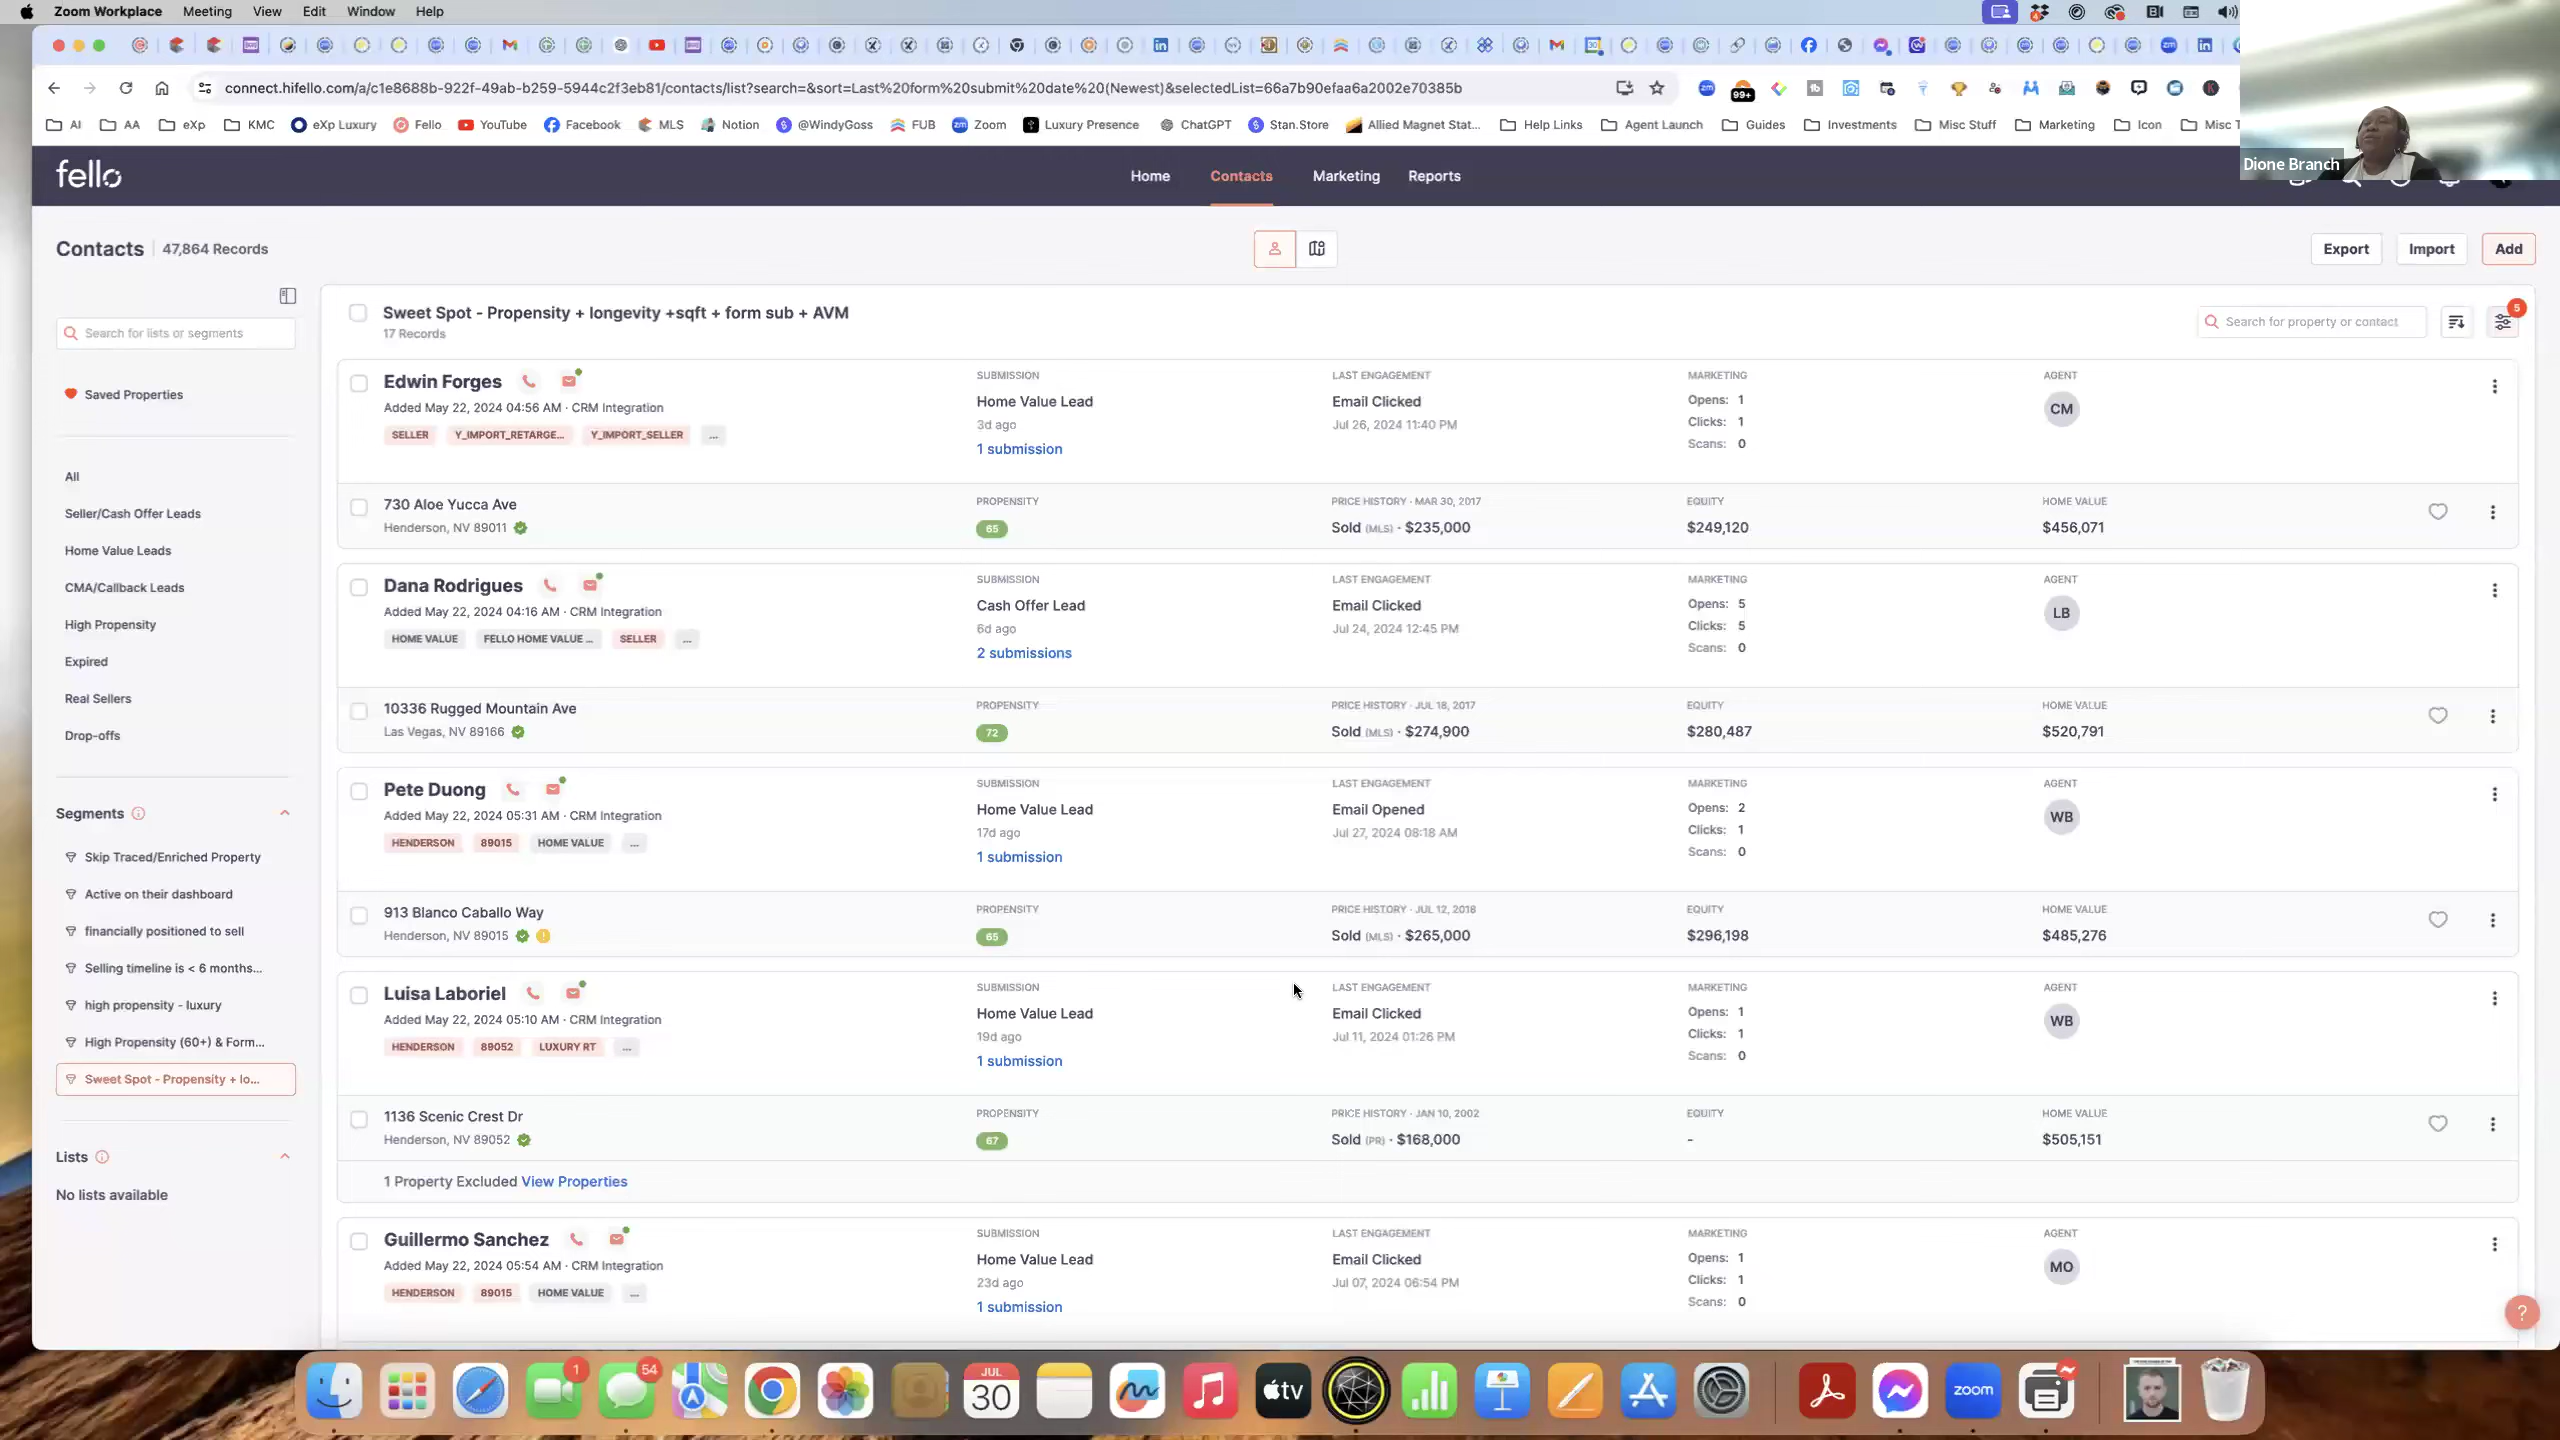 Zoom Workplace Meeting View Edit Window Help
connect.hifello.com/a/c1e8688b-922f-49ab-b259-5944c2f3eb81/contacts/list?search=&sort=Last%20form%20submit%20date%20(Newest)&selectedList=66a7b90efaa6a2002e70385b
99+
AI AA eXp KMC eXp Luxury Fello YouTube Facebook MLS Notion @WindyGoss FUB Zoom Luxury Presence ChatGPT Stan.Store Allied Magnet Stat... Help Links Agent Launch Guides Investments Misc Stuff Marketing Icon Misc T
Dione Branch
fello
Home Contacts Marketing Reports
Contacts 47,864 Records
Export Import Add
Search for lists or segments
Saved Properties
All
Seller/Cash Offer Leads
Home Value Leads
CMA/Callback Leads
High Propensity
Expired
Real Sellers
Drop-offs
Segments
Skip Traced/Enriched Property
Active on their dashboard
financially positioned to sell
Selling timeline is < 6 months...
high propensity - luxury
High Propensity (60+) & Form...
Sweet Spot - Propensity + lo...
Lists
No lists available
Sweet Spot - Propensity + longevity +sqft + form sub + AVM
17 Records
Search for property or contact
5
Edwin Forges
Added May 22, 2024 04:56 AM · CRM Integration
SELLER Y_IMPORT_RETARGE... Y_IMPORT_SELLER ...
SUBMISSION
Home Value Lead
3d ago
1 submission
LAST ENGAGEMENT
Email Clicked
Jul 26, 2024 11:40 PM
MARKETING
Opens: 1
Clicks: 1
Scans: 0
AGENT
CM
730 Aloe Yucca Ave
Henderson, NV 89011
PROPENSITY
65
PRICE HISTORY · MAR 30, 2017
Sold (MLS) · $235,000
EQUITY
$249,120
HOME VALUE
$456,071
Dana Rodrigues
Added May 22, 2024 04:16 AM · CRM Integration
HOME VALUE FELLO HOME VALUE ... SELLER ...
SUBMISSION
Cash Offer Lead
6d ago
2 submissions
LAST ENGAGEMENT
Email Clicked
Jul 24, 2024 12:45 PM
MARKETING
Opens: 5
Clicks: 5
Scans: 0
AGENT
LB
10336 Rugged Mountain Ave
Las Vegas, NV 89166
PROPENSITY
72
PRICE HISTORY · JUL 18, 2017
Sold (MLS) · $274,900
EQUITY
$280,487
HOME VALUE
$520,791
Pete Duong
Added May 22, 2024 05:31 AM · CRM Integration
HENDERSON 89015 HOME VALUE ...
SUBMISSION
Home Value Lead
17d ago
1 submission
LAST ENGAGEMENT
Email Opened
Jul 27, 2024 08:18 AM
MARKETING
Opens: 2
Clicks: 1
Scans: 0
AGENT
WB
913 Blanco Caballo Way
Henderson, NV 89015
PROPENSITY
65
PRICE HISTORY · JUL 12, 2018
Sold (MLS) · $265,000
EQUITY
$296,198
HOME VALUE
$485,276
Luisa Laboriel
Added May 22, 2024 05:10 AM · CRM Integration
HENDERSON 89052 LUXURY RT ...
SUBMISSION
Home Value Lead
19d ago
1 submission
LAST ENGAGEMENT
Email Clicked
Jul 11, 2024 01:26 PM
MARKETING
Opens: 1
Clicks: 1
Scans: 0
AGENT
WB
1136 Scenic Crest Dr
Henderson, NV 89052
PROPENSITY
67
PRICE HISTORY · JAN 10, 2002
Sold (PR) · $168,000
EQUITY
-
HOME VALUE
$505,151
1 Property Excluded View Properties
Guillermo Sanchez
Added May 22, 2024 05:54 AM · CRM Integration
HENDERSON 89015 HOME VALUE ...
SUBMISSION
Home Value Lead
23d ago
1 submission
LAST ENGAGEMENT
Email Clicked
Jul 07, 2024 06:54 PM
MARKETING
Opens: 1
Clicks: 1
Scans: 0
AGENT
MO
?
1 54 JUL 30 tv zoom